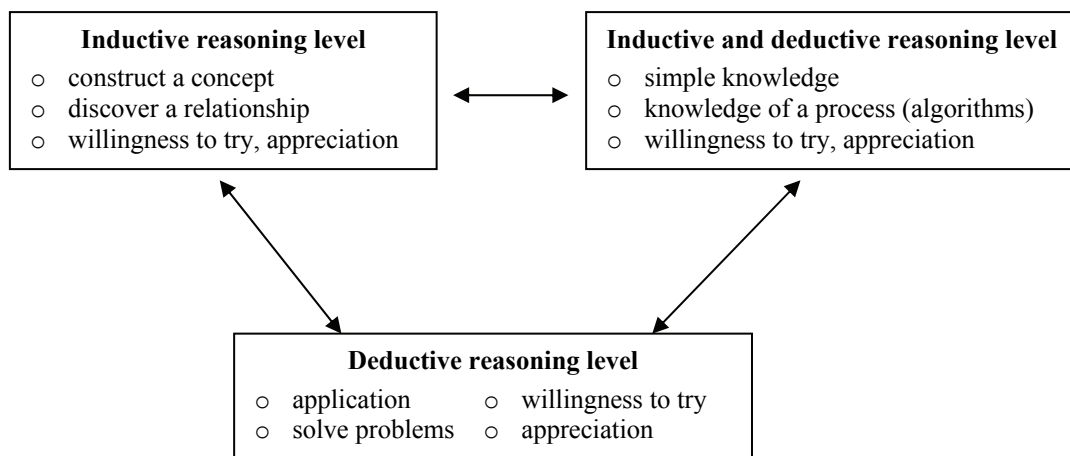 Inductive reasoning level
o construct a concept
o discover a relationship
o willingness to try, appreciation
Inductive and deductive reasoning level
o simple knowledge
o knowledge of a process (algorithms)
o willingness to try, appreciation
Deductive reasoning level
o application o willingness to try
o solve problems o appreciation